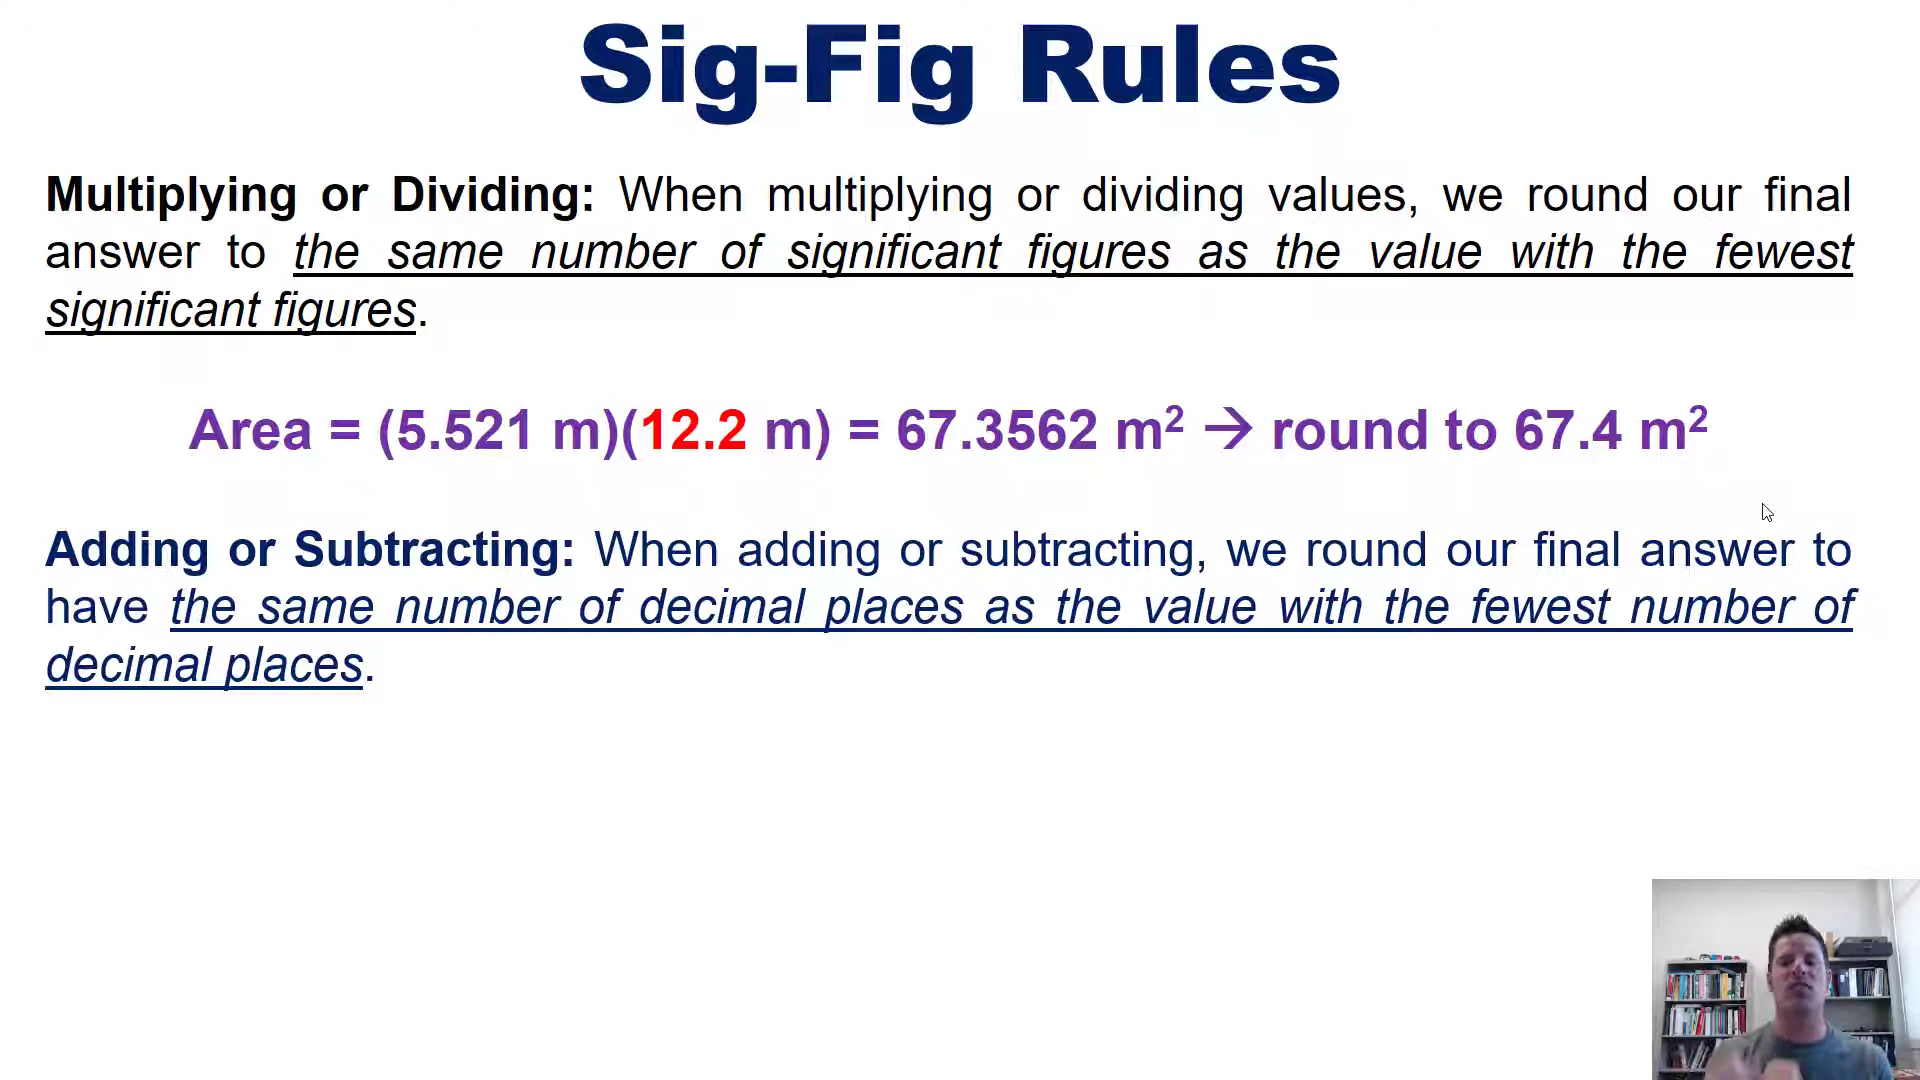 Sig-Fig Rules
Multiplying or Dividing: When multiplying or dividing values, we round our final
answer to the same number of significant figures as the value with the fewest
significant figures.
Area = (5.521 m)(12.2 m) = 67.3562 m² → round to 67.4 m²
Adding or Subtracting: When adding or subtracting, we round our final answer to
have the same number of decimal places as the value with the fewest number of
decimal places.